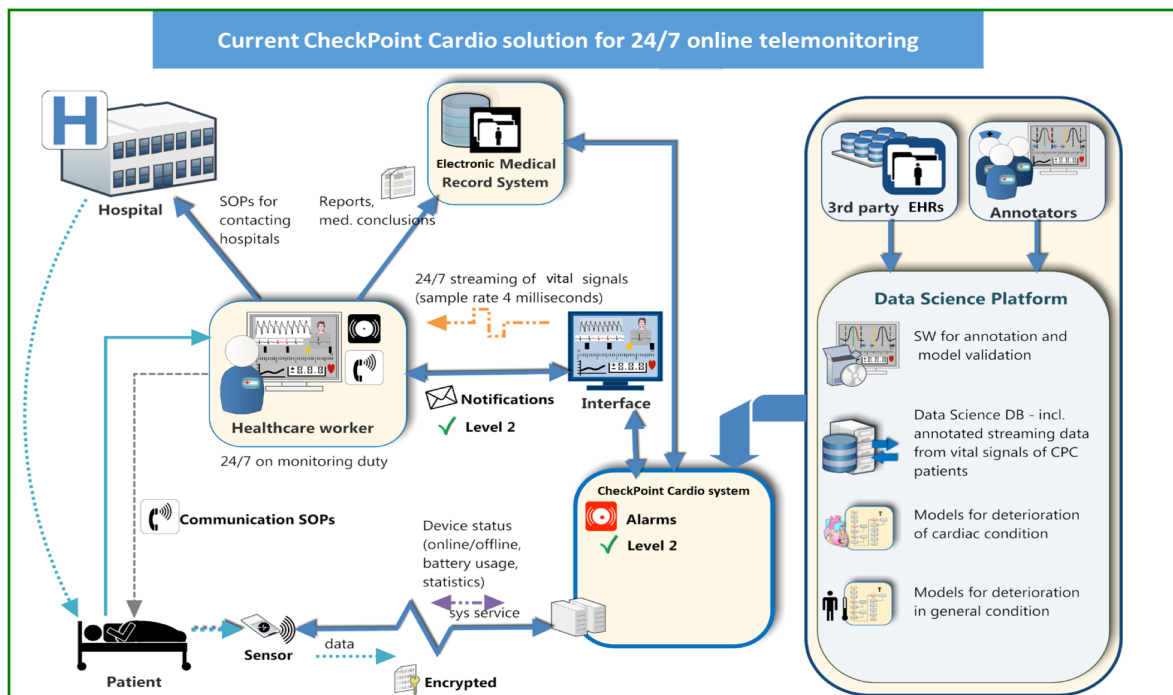 Current CheckPoint Cardio solution for 24/7 online telemonitoring
H
Hospital
SOPs for
contacting
hospitals
Reports,
med. conclusions
Electronic Medical
Record System
24/7 streaming of vital signals
(sample rate 4 milliseconds)
Healthcare worker
24/7 on monitoring duty
Notifications
Level 2
Interface
Communication SOPs
Device status
(online/offline,
battery usage,
statistics)
sys service
CheckPoint Cardio system
Alarms
Level 2
Patient
Sensor
data
Encrypted
3rd party EHRs
Annotators
Data Science Platform
SW for annotation and
model validation
Data Science DB - incl.
annotated streaming data
from vital signals of CPC
patients
Models for deterioration
of cardiac condition
Models for deterioration
in general condition